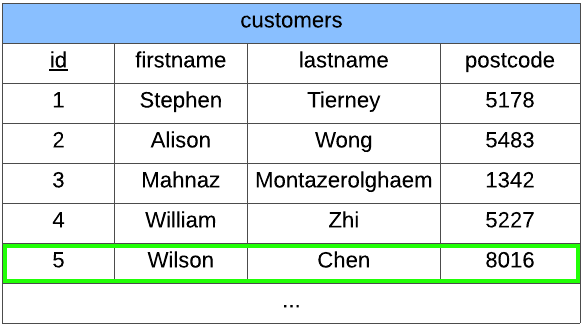 customers
id firstname lastname postcode
1 Stephen Tierney 5178
2 Alison Wong 5483
3 Mahnaz Montazerolghaem 1342
4 William Zhi 5227
5 Wilson Chen 8016
...